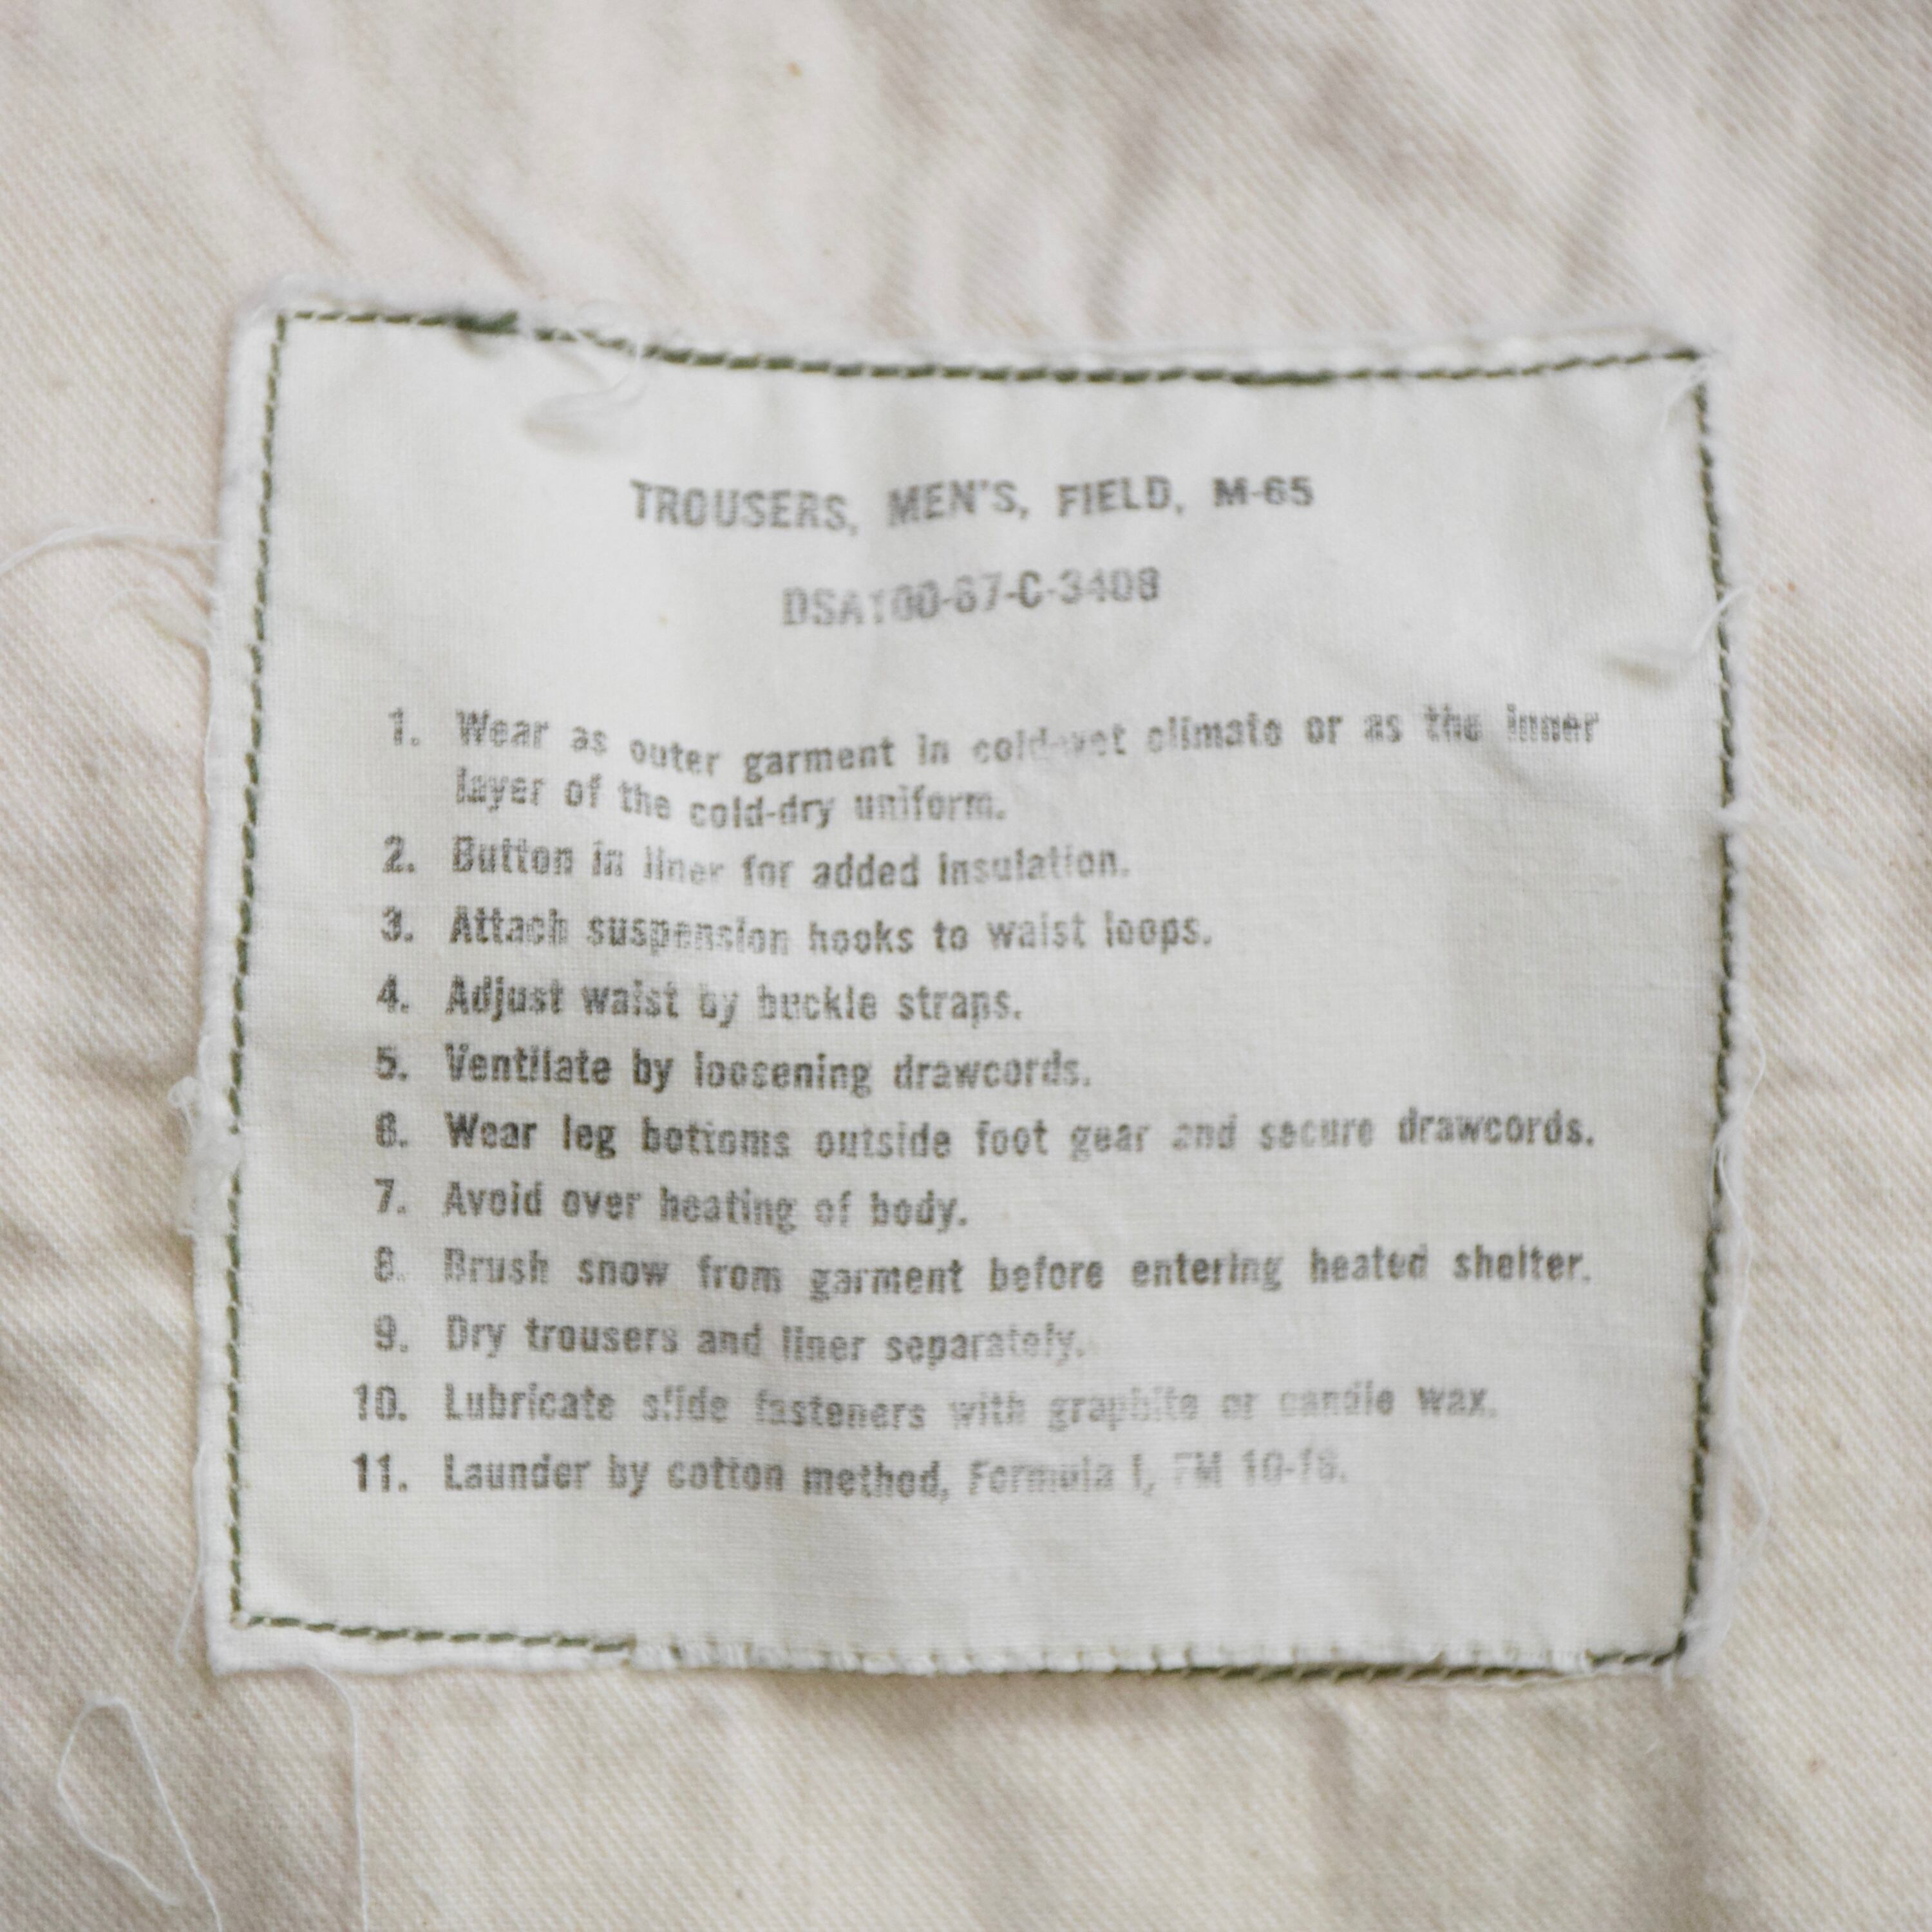 TROUSERS, MEN'S, FIELD, M-65
DSA100-67-C-3408
1. Wear as outer garment in cold-wet climate or as the inner
layer of the cold-dry uniform.
2. Button in liner for added insulation.
3. Attach suspension hooks to waist loops.
4. Adjust waist by buckle straps.
5. Ventilate by loosening drawcords.
6. Wear leg bottoms outside foot gear and secure drawcords.
7. Avoid over heating of body.
8. Brush snow from garment before entering heated shelter.
9. Dry trousers and liner separately.
10. Lubricate slide fasteners with graphite or candle wax.
11. Launder by cotton method, Formula I, FM 10-16.